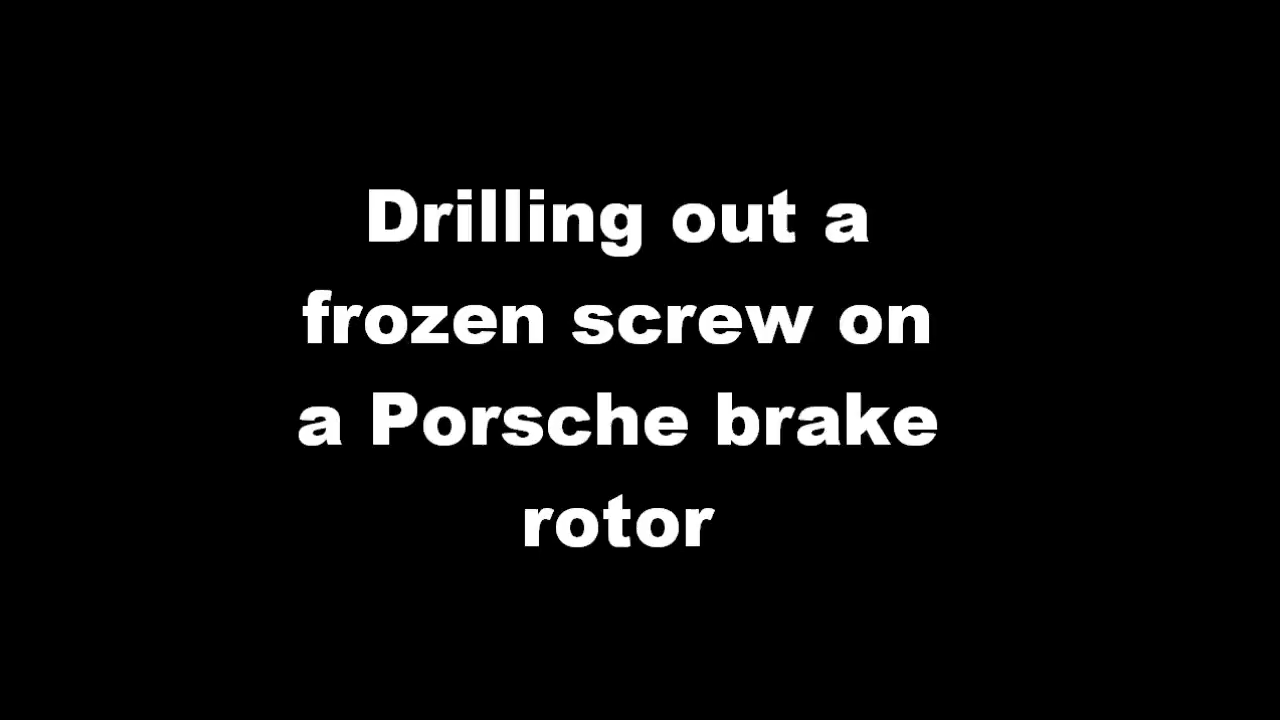 Drilling out a
frozen screw on
a Porsche brake
rotor